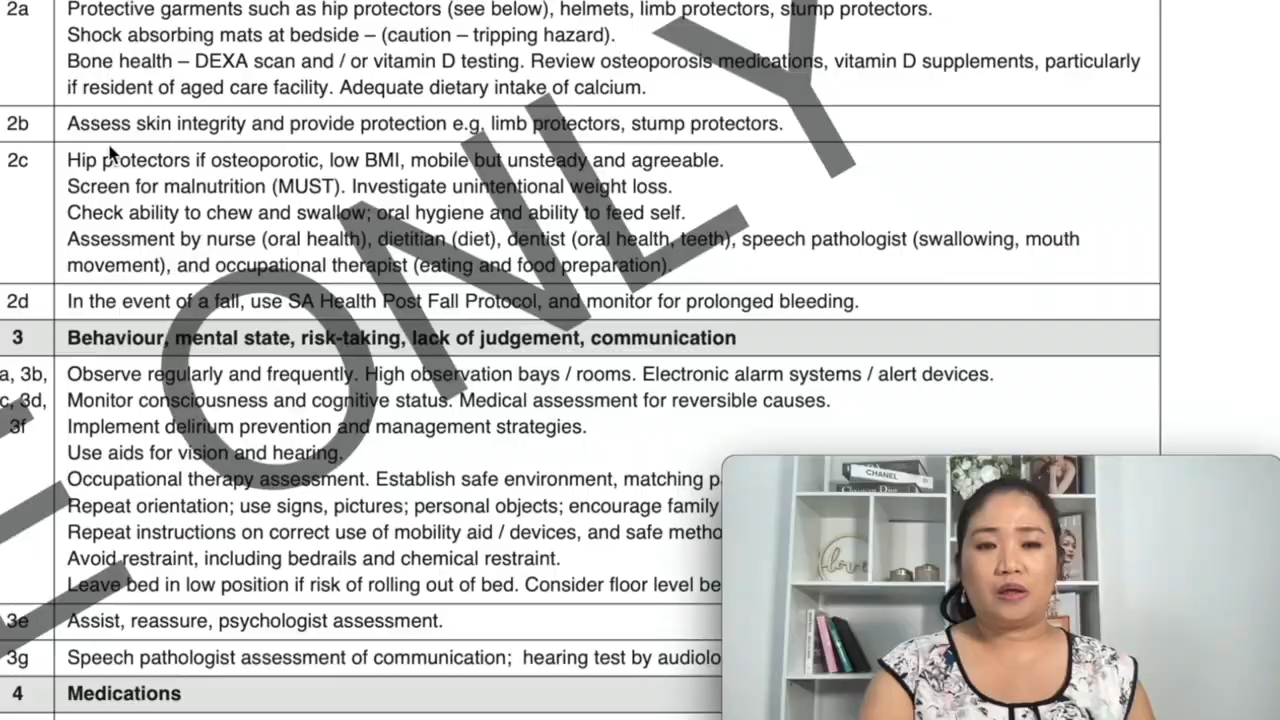 2a
Protective garments such as hip protectors (see below), helmets, limb protectors, stump protectors.
Shock absorbing mats at bedside – (caution – tripping hazard).
Bone health – DEXA scan and / or vitamin D testing. Review osteoporosis medications, vitamin D supplements, particularly
if resident of aged care facility. Adequate dietary intake of calcium.
2b
Assess skin integrity and provide protection e.g. limb protectors, stump protectors.
2c
Hip protectors if osteoporotic, low BMI, mobile but unsteady and agreeable.
Screen for malnutrition (MUST). Investigate unintentional weight loss.
Check ability to chew and swallow; oral hygiene and ability to feed self.
Assessment by nurse (oral health), dietitian (diet), dentist (oral health, teeth), speech pathologist (swallowing, mouth
movement), and occupational therapist (eating and food preparation).
2d
In the event of a fall, use SA Health Post Fall Protocol, and monitor for prolonged bleeding.
3
Behaviour, mental state, risk-taking, lack of judgement, communication
a, 3b,
c, 3d,
3f
Observe regularly and frequently. High observation bays / rooms. Electronic alarm systems / alert devices.
Monitor consciousness and cognitive status. Medical assessment for reversible causes.
Implement delirium prevention and management strategies.
Use aids for vision and hearing.
Occupational therapy assessment. Establish safe environment, matching p
Repeat orientation; use signs, pictures; personal objects; encourage family
Repeat instructions on correct use of mobility aid / devices, and safe metho
Avoid restraint, including bedrails and chemical restraint.
Leave bed in low position if risk of rolling out of bed. Consider floor level be
3e
Assist, reassure, psychologist assessment.
3g
Speech pathologist assessment of communication; hearing test by audiolo
4
Medications
ONLY
CHANEL
love